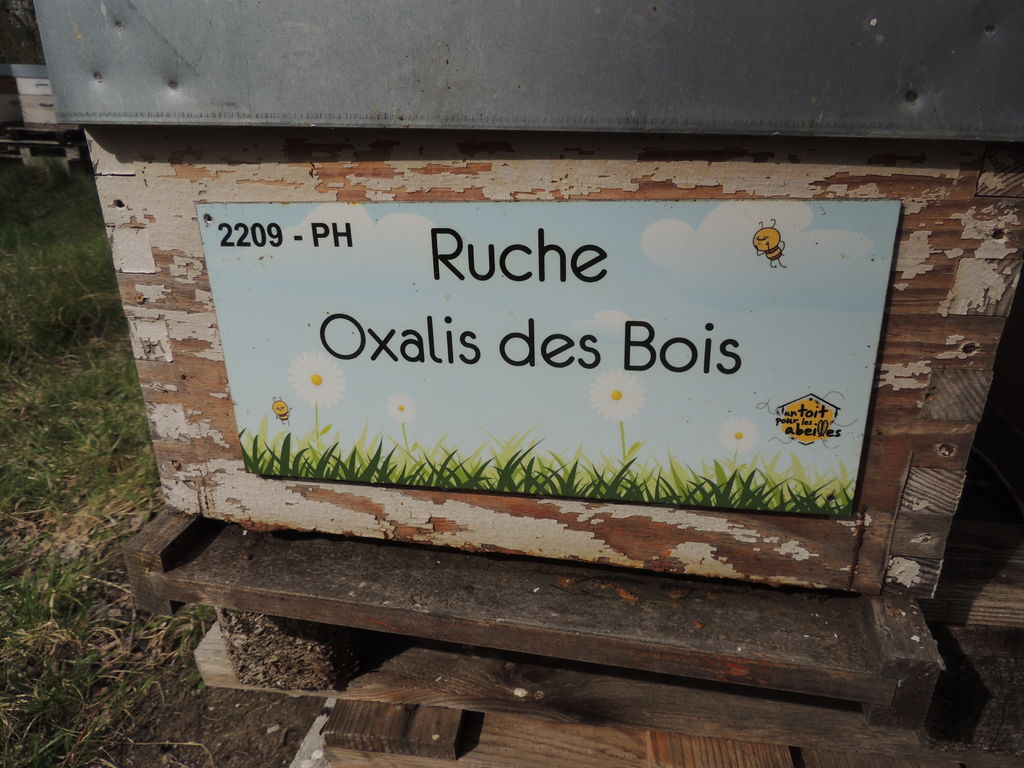 2209 - PH
Ruche
Oxalis des Bois
un toit
pour les
abeilles